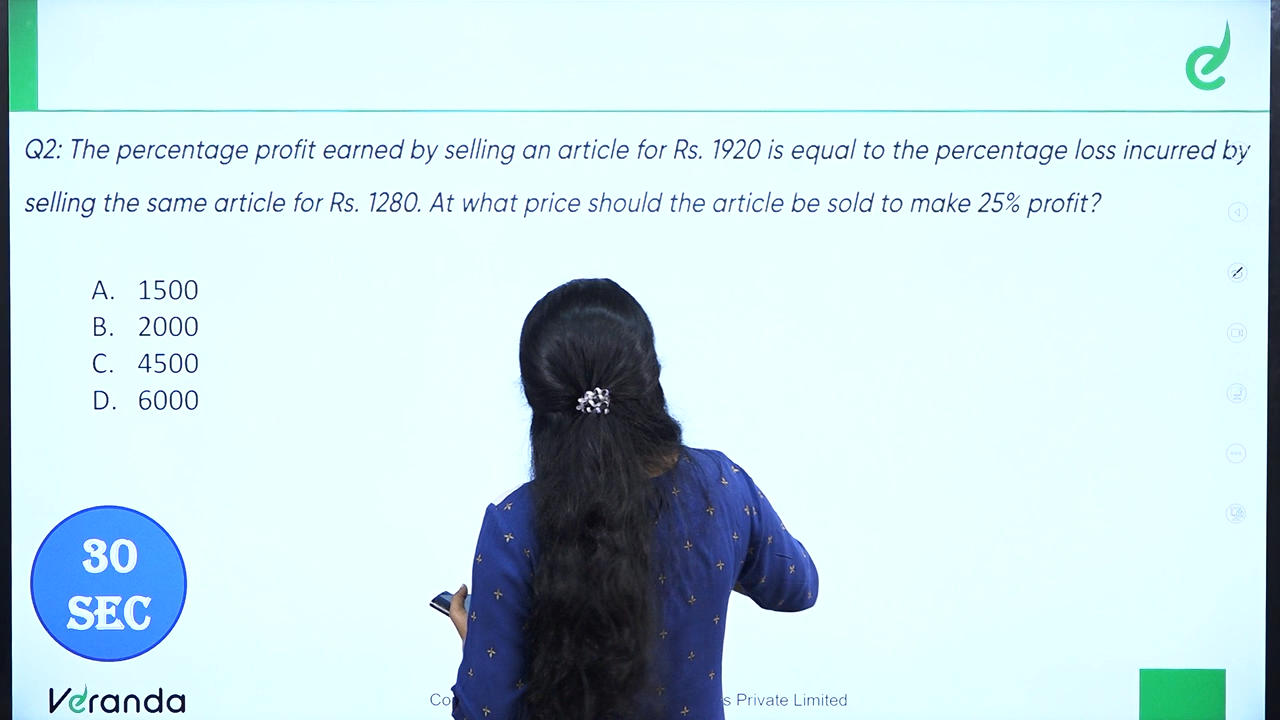 Q2: The percentage profit earned by selling an article for Rs. 1920 is equal to the percentage loss incurred by
selling the same article for Rs. 1280. At what price should the article be sold to make 25% profit?
A. 1500
B. 2000
C. 4500
D. 6000
30
SEC
Veranda
Private Limited